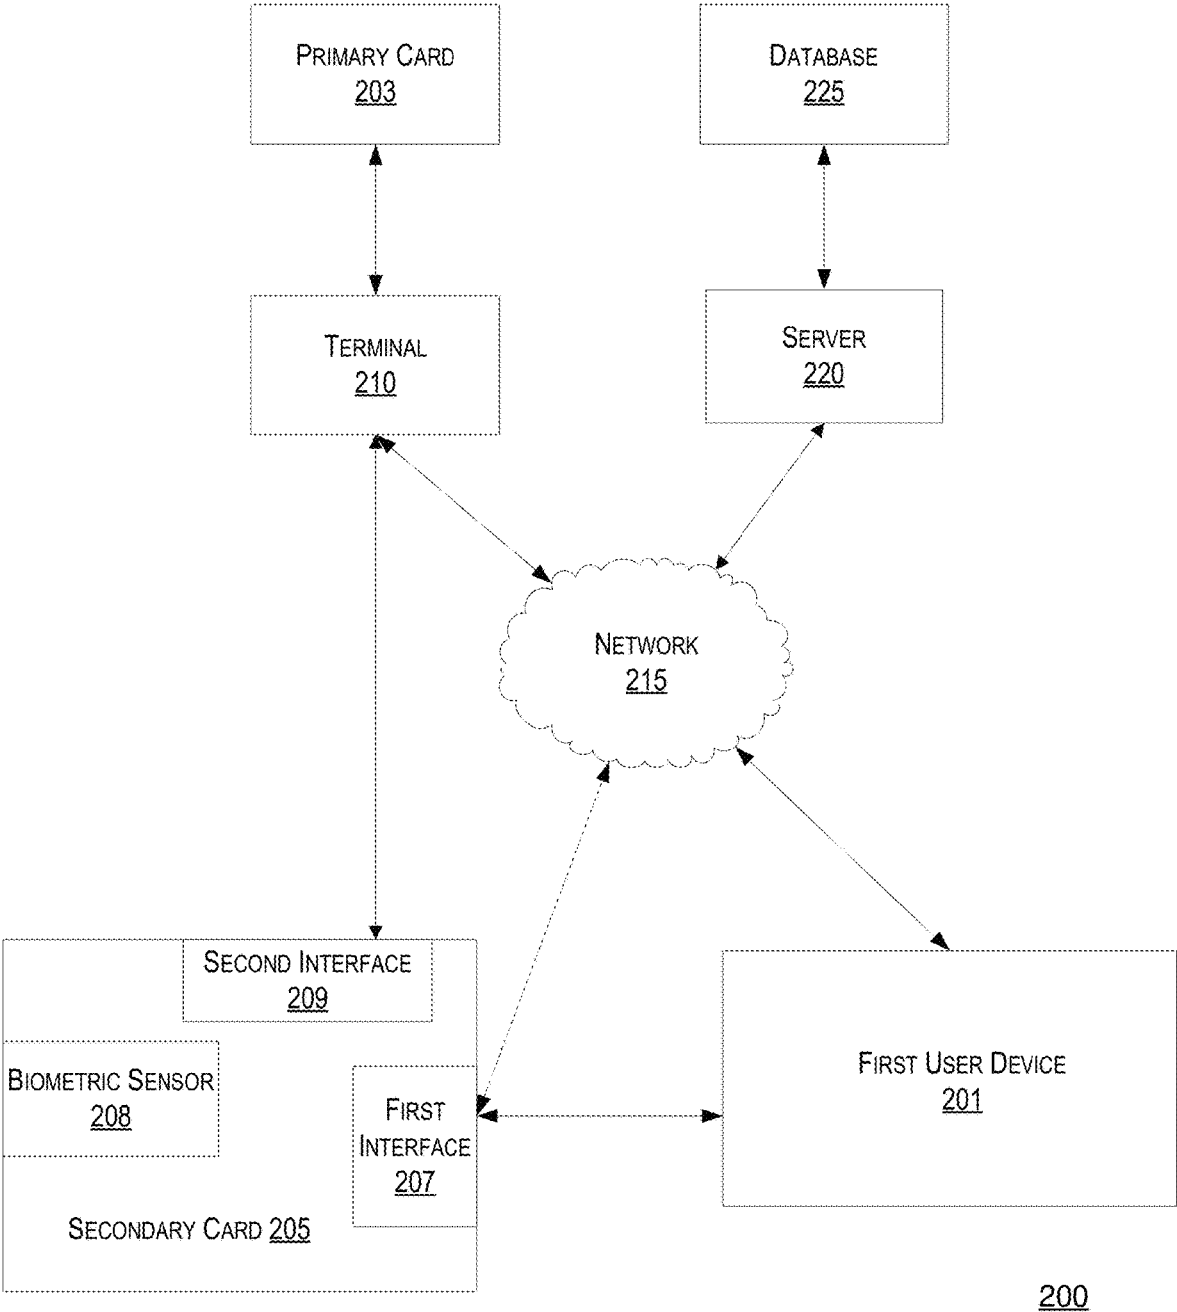 PRIMARY CARD
203
DATABASE
225
TERMINAL
210
SERVER
220
NETWORK
215
SECOND INTERFACE
209
BIOMETRIC SENSOR
208
FIRST
INTERFACE
207
SECONDARY CARD 205
FIRST USER DEVICE
201
200